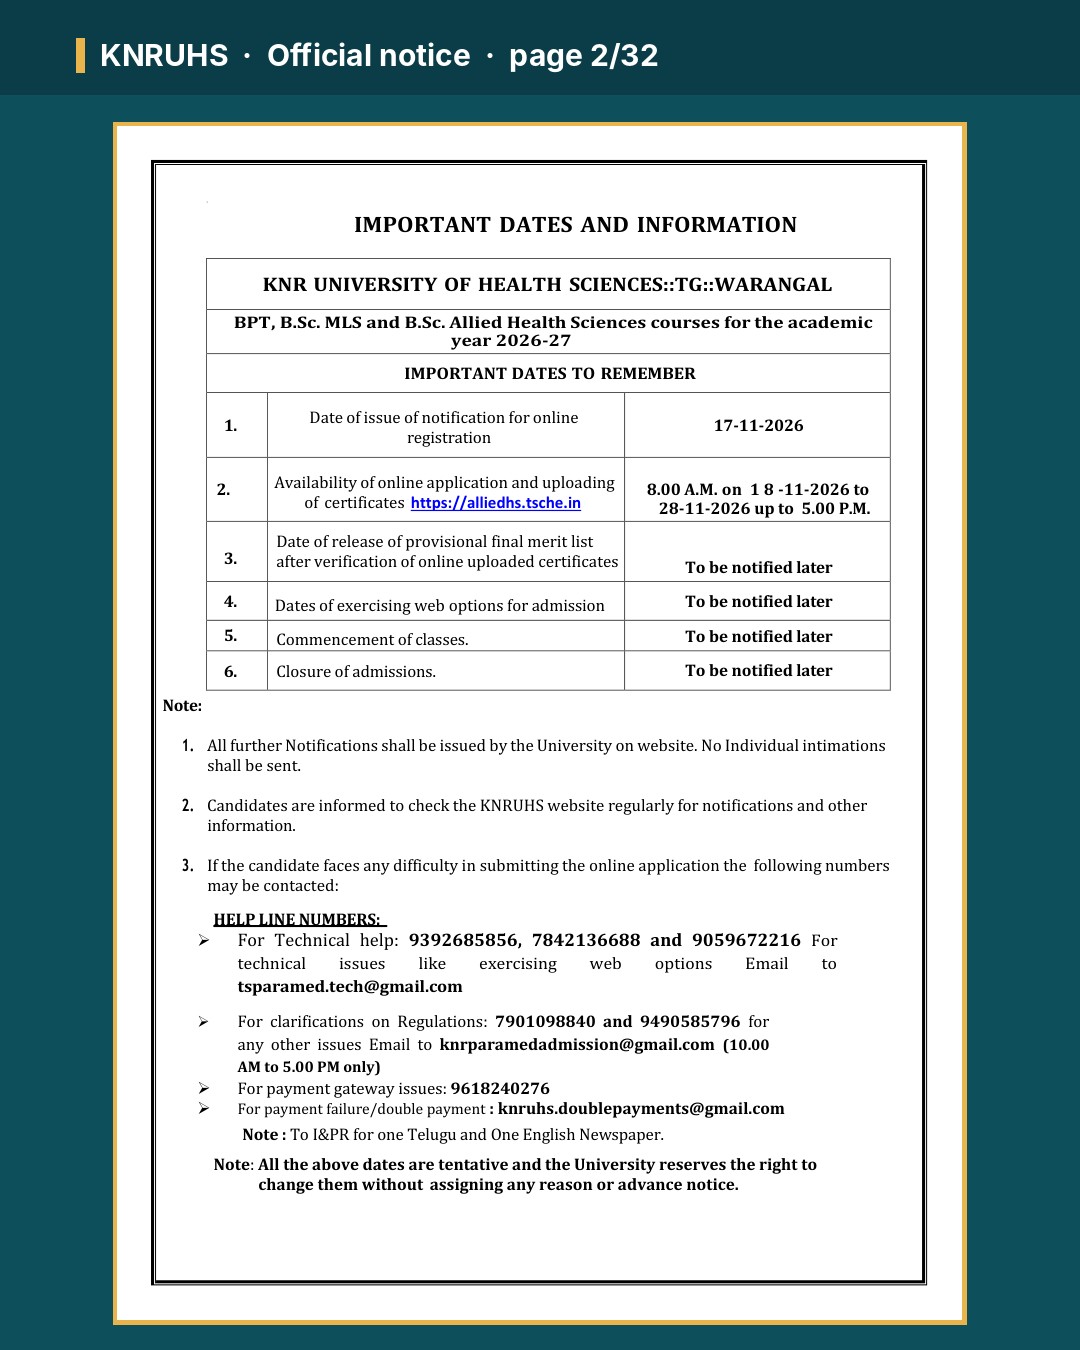 KNRUHS · Official notice · page 2/32
IMPORTANT DATES AND INFORMATION
KNR UNIVERSITY OF HEALTH SCIENCES::TG::WARANGAL
BPT, B.Sc. MLS and B.Sc. Allied Health Sciences courses for the academic
year 2026-27
IMPORTANT DATES TO REMEMBER
1.
Date of issue of notification for online
registration
17-11-2026
2.
Availability of online application and uploading
of certificates https://alliedhs.tsche.in
8.00 A.M. on 1 8 -11-2026 to
28-11-2026 up to 5.00 P.M.
3.
Date of release of provisional final merit list
after verification of online uploaded certificates
To be notified later
4.
Dates of exercising web options for admission
To be notified later
5.
Commencement of classes.
To be notified later
6.
Closure of admissions.
To be notified later
Note:
1. All further Notifications shall be issued by the University on website. No Individual intimations
shall be sent.
2. Candidates are informed to check the KNRUHS website regularly for notifications and other
information.
3. If the candidate faces any difficulty in submitting the online application the following numbers
may be contacted:
HELP LINE NUMBERS:
➢ For Technical help: 9392685856, 7842136688 and 9059672216 For
technical issues like exercising web options Email to
tsparamed.tech@gmail.com
➢ For clarifications on Regulations: 7901098840 and 9490585796 for
any other issues Email to knrparamedadmission@gmail.com (10.00
AM to 5.00 PM only)
➢ For payment gateway issues: 9618240276
➢ For payment failure/double payment : knruhs.doublepayments@gmail.com
Note : To I&PR for one Telugu and One English Newspaper.
Note: All the above dates are tentative and the University reserves the right to
change them without assigning any reason or advance notice.